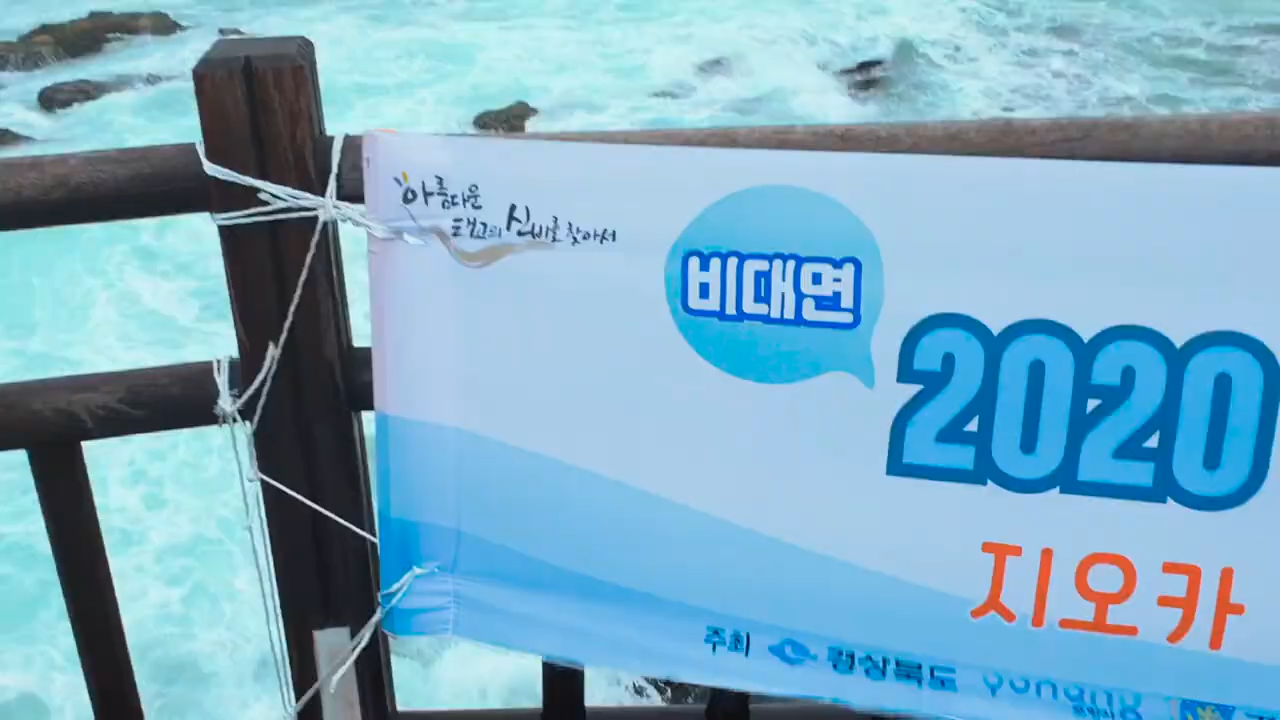 아름다운
태고의 신비를 찾아서
비대면
2020
지오카
주최 경상북도